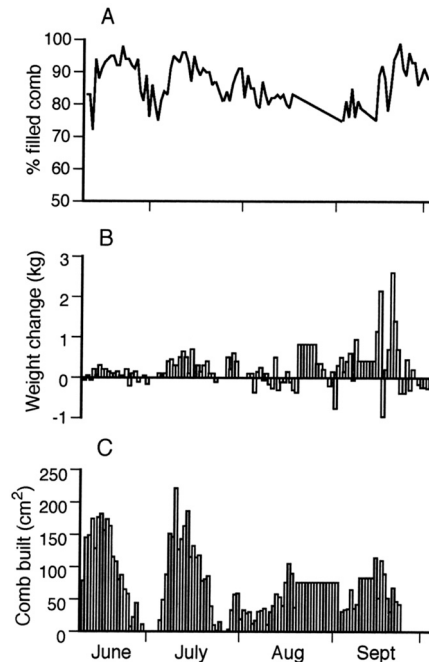 A
% filled comb
100
90
80
70
60
50
B
Weight change (kg)
3
2
1
0
-1
C
Comb built (cm²)
250
200
150
100
50
0
June July Aug Sept